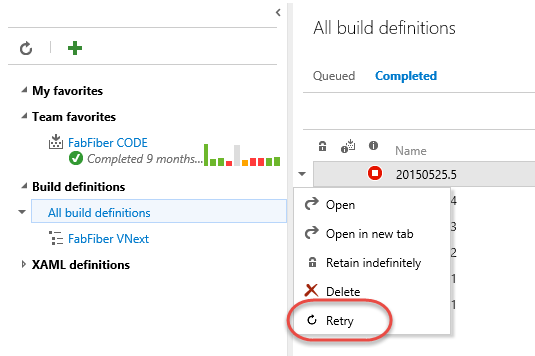 All build definitions
Queued Completed
My favorites
Team favorites
FabFiber CODE
Completed 9 months...
Build definitions
All build definitions
FabFiber VNext
XAML definitions
Name
20150525.5
4
3
2
1
1
Open
Open in new tab
Retain indefinitely
Delete
Retry